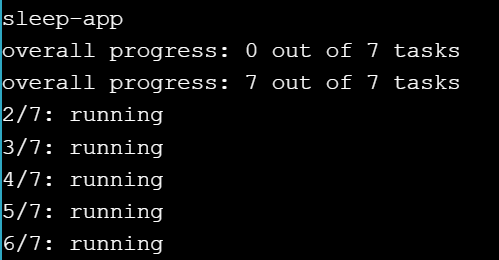 sleep-app
overall progress: 0 out of 7 tasks
overall progress: 7 out of 7 tasks
2/7: running
3/7: running
4/7: running
5/7: running
6/7: running